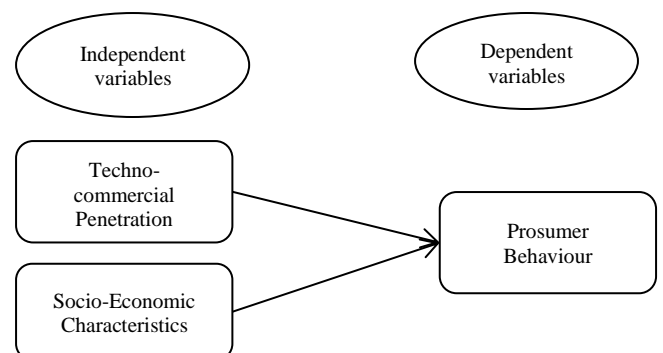 Independent
variables
Dependent
variables
Techno-
commercial
Penetration
Prosumer
Behaviour
Socio-Economic
Characteristics